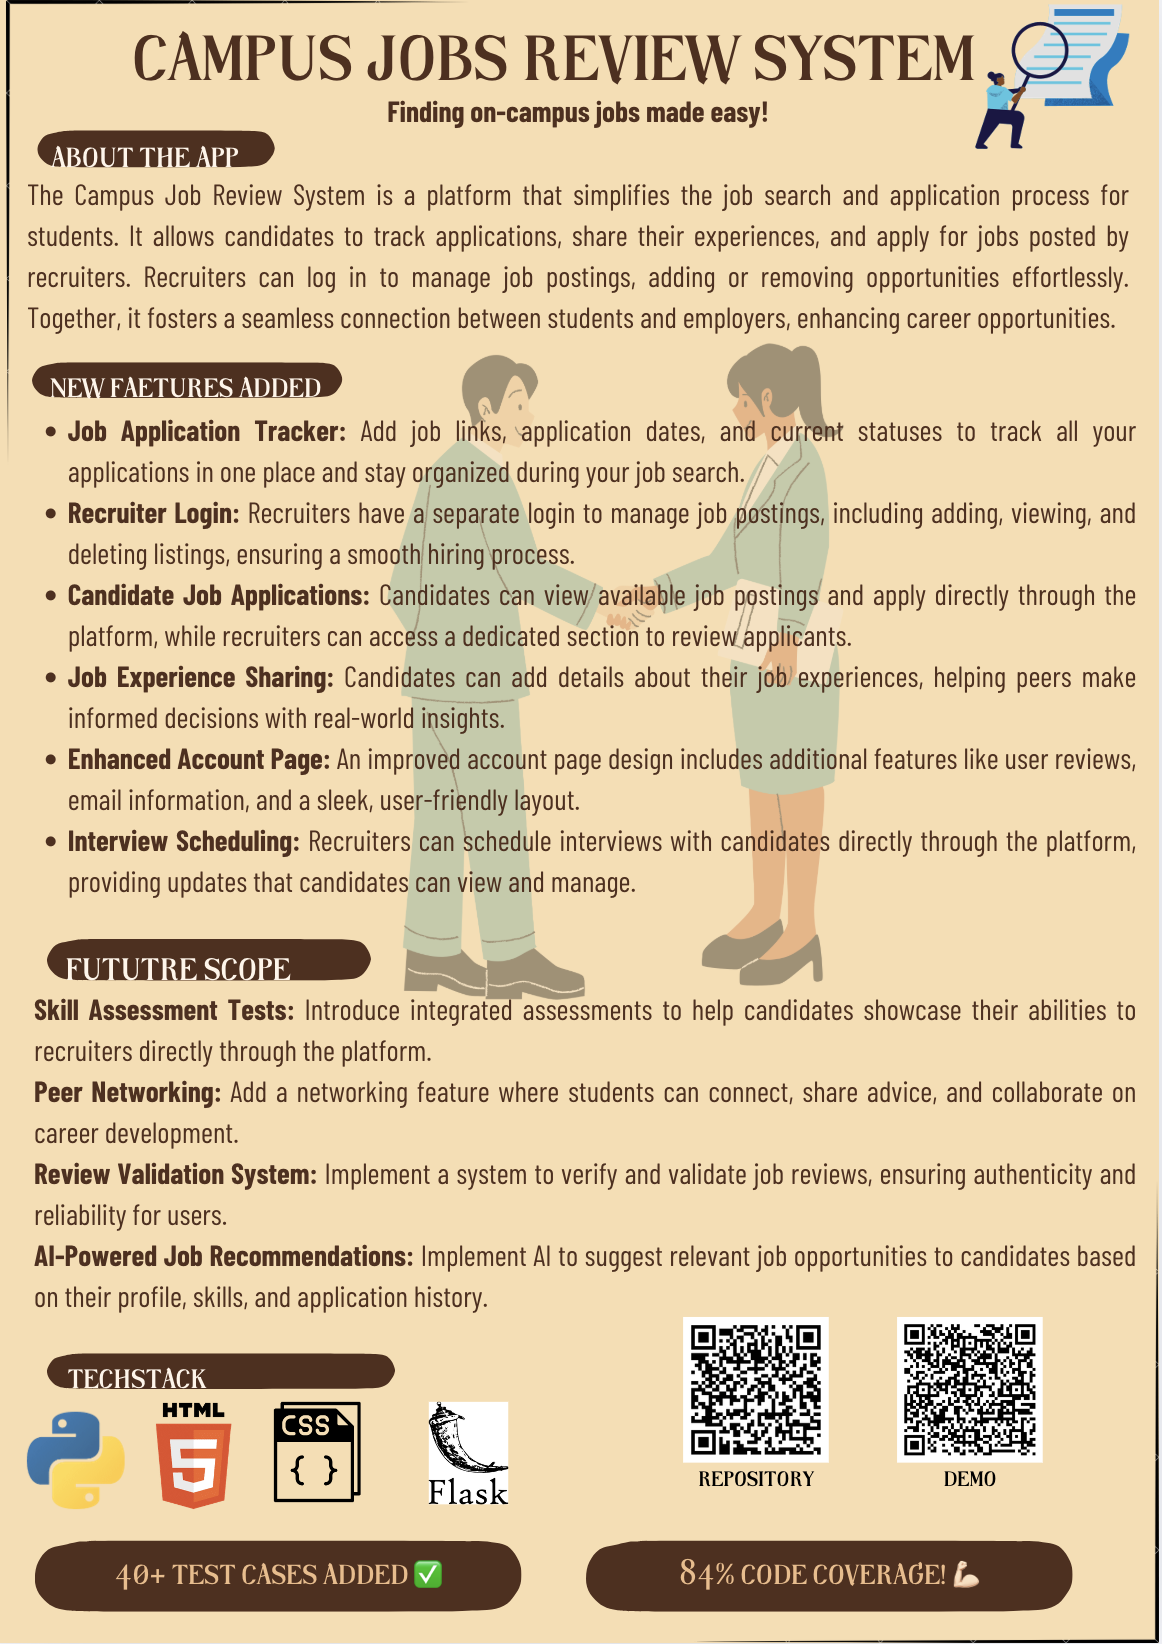 CAMPUS JOBS REVIEW SYSTEM
Finding on-campus jobs made easy!
ABOUT THE APP
The Campus Job Review System is a platform that simplifies the job search and application process for
students. It allows candidates to track applications, share their experiences, and apply for jobs posted by
recruiters. Recruiters can log in to manage job postings, adding or removing opportunities effortlessly.
Together, it fosters a seamless connection between students and employers, enhancing career opportunities.
NEW FAETURES ADDED
• Job Application Tracker: Add job links, application dates, and current statuses to track all your
applications in one place and stay organized during your job search.
• Recruiter Login: Recruiters have a separate login to manage job postings, including adding, viewing, and
deleting listings, ensuring a smooth hiring process.
• Candidate Job Applications: Candidates can view available job postings and apply directly through the
platform, while recruiters can access a dedicated section to review applicants.
• Job Experience Sharing: Candidates can add details about their job experiences, helping peers make
informed decisions with real-world insights.
• Enhanced Account Page: An improved account page design includes additional features like user reviews,
email information, and a sleek, user-friendly layout.
• Interview Scheduling: Recruiters can schedule interviews with candidates directly through the platform,
providing updates that candidates can view and manage.
FUTUTRE SCOPE
Skill Assessment Tests: Introduce integrated assessments to help candidates showcase their abilities to
recruiters directly through the platform.
Peer Networking: Add a networking feature where students can connect, share advice, and collaborate on
career development.
Review Validation System: Implement a system to verify and validate job reviews, ensuring authenticity and
reliability for users.
AI-Powered Job Recommendations: Implement AI to suggest relevant job opportunities to candidates based
on their profile, skills, and application history.
TECHSTACK
HTML
5
CSS
{ }
Flask
REPOSITORY
DEMO
40+ TEST CASES ADDED ✅
84% CODE COVERAGE! 💪🏻